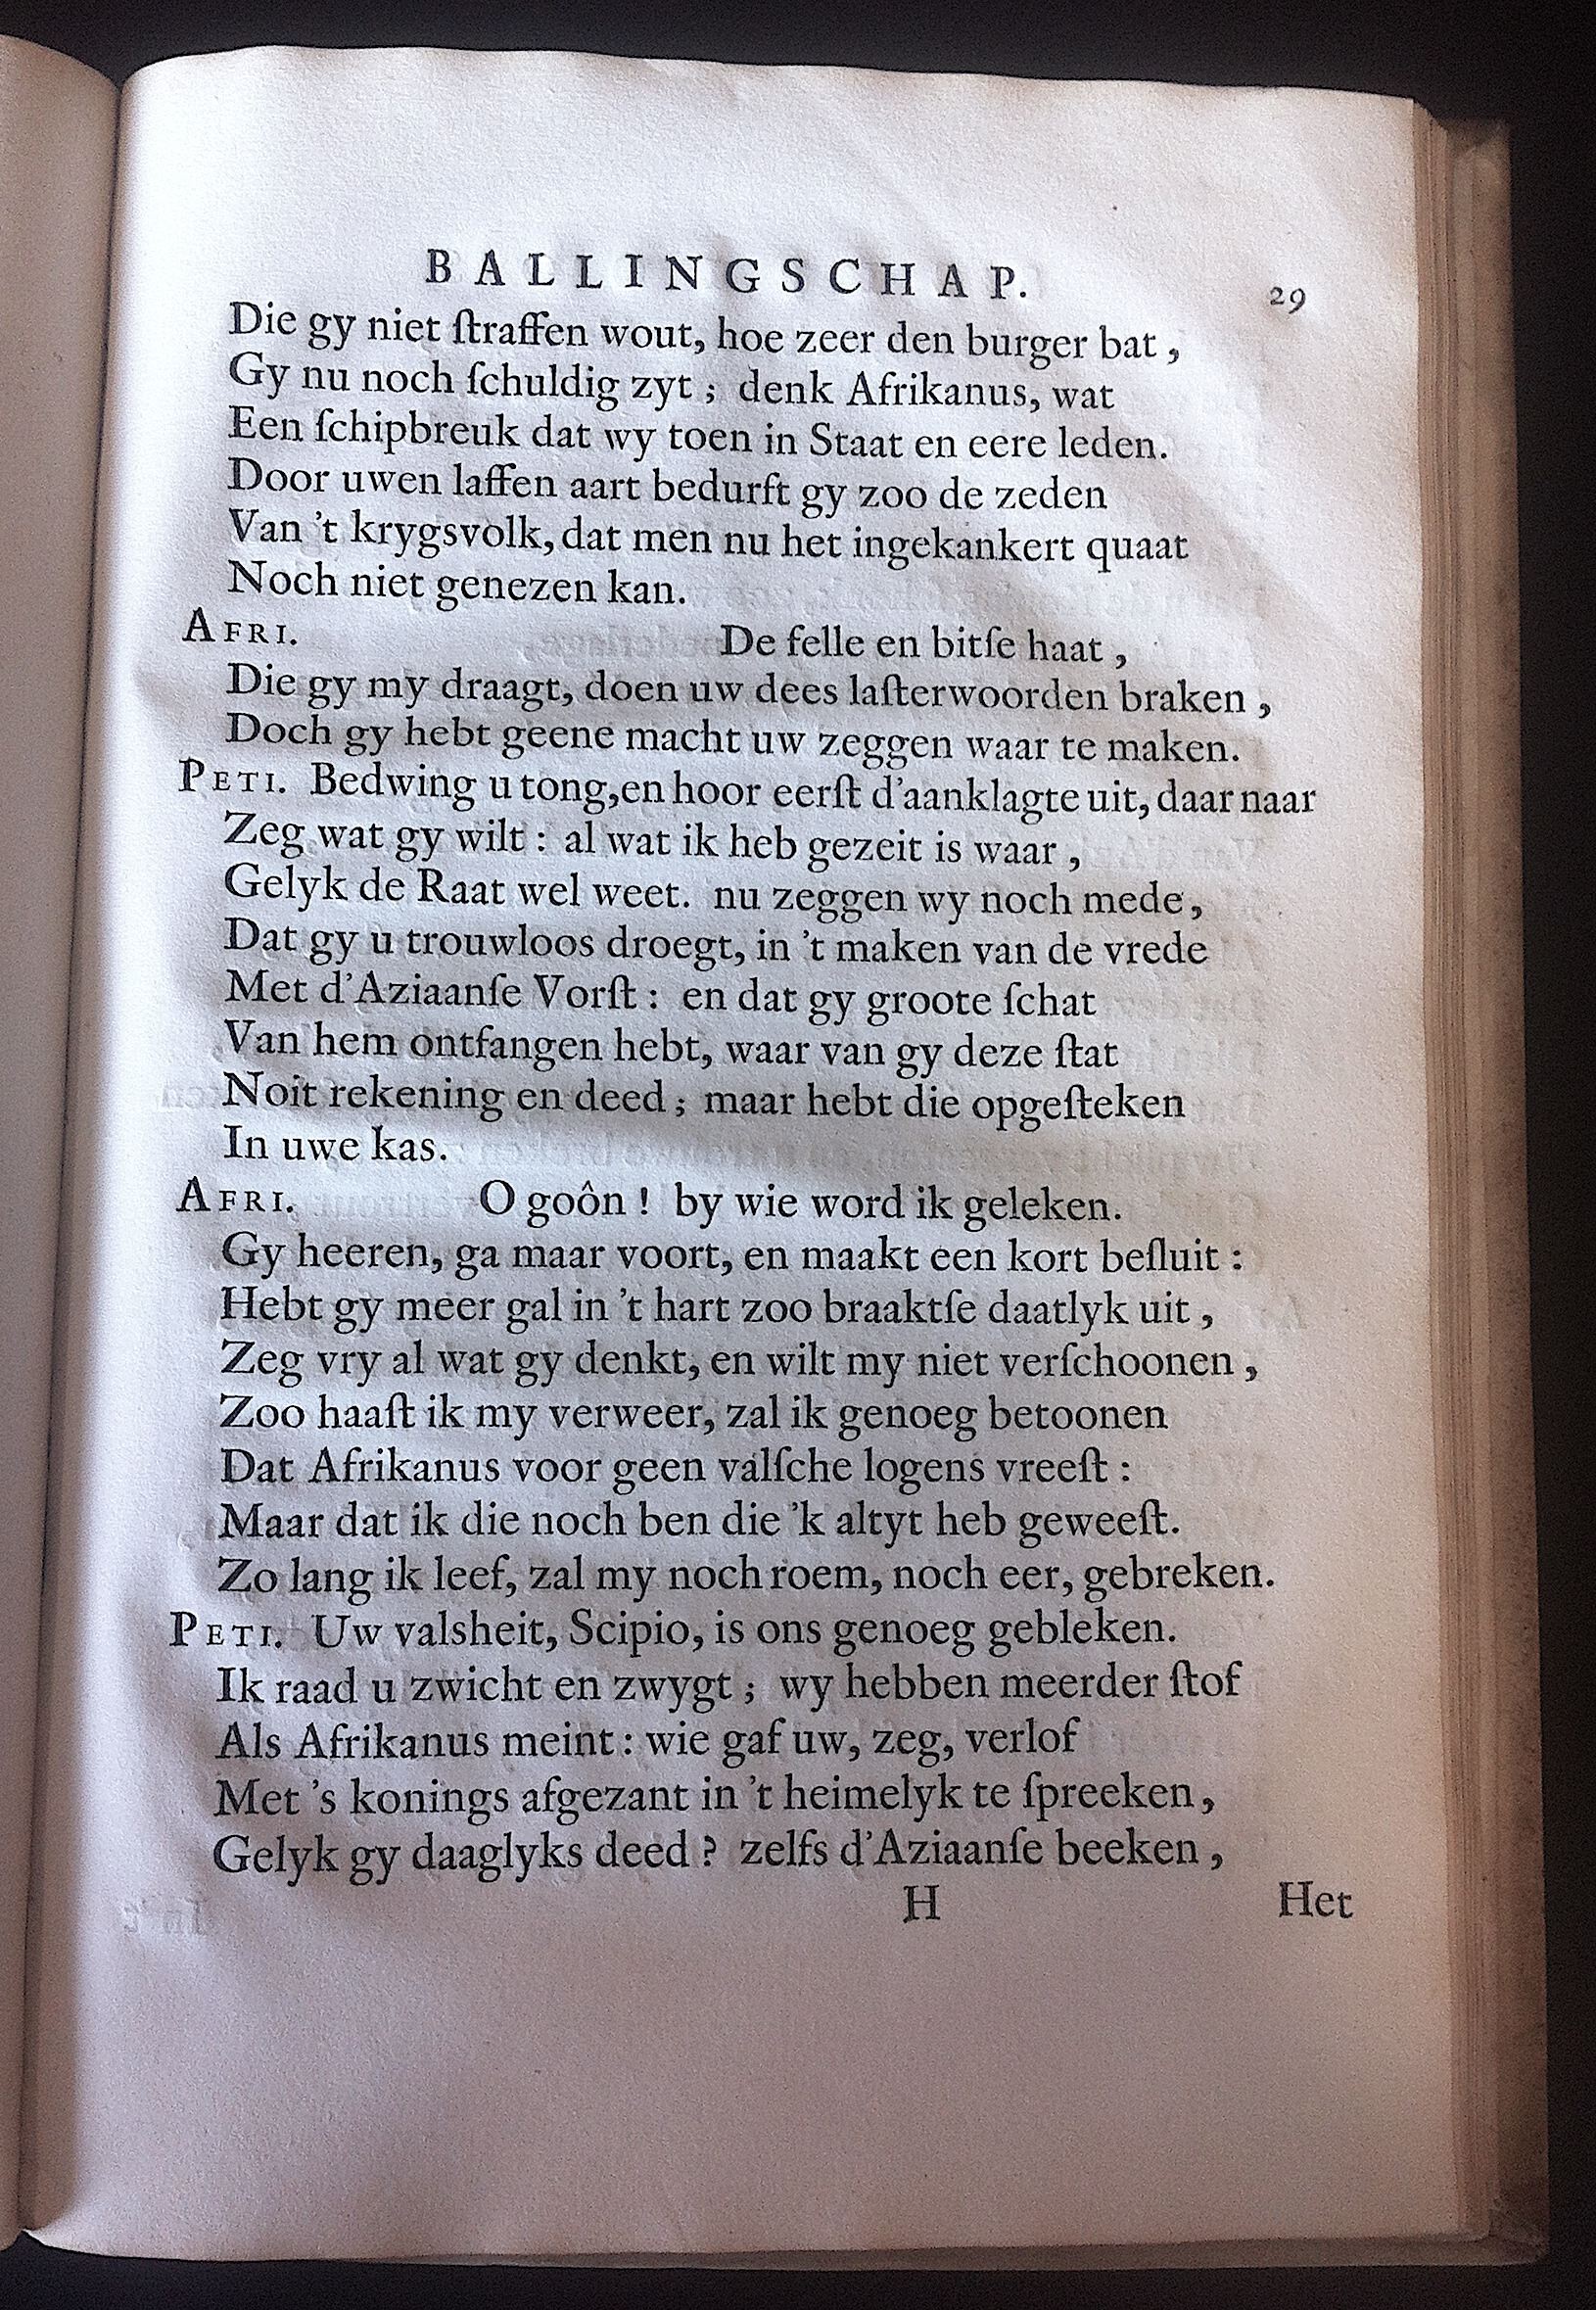 BALLINGSCHAP. 29
Die gy niet ſtraffen wout, hoe zeer den burger bat,
Gy nu noch ſchuldig zyt; denk Afrikanus, wat
Een ſchipbreuk dat wy toen in Staat en eere leden.
Door uwen laffen aart bedurft gy zoo de zeden
Van 't krygsvolk, dat men nu het ingekankert quaat
Noch niet genezen kan.
AFRI. De felle en bitſe haat,
Die gy my draagt, doen uw dees laſterwoorden braken,
Doch gy hebt geene macht uw zeggen waar te maken.
PETI. Bedwing u tong,en hoor eerſt d'aanklagte uit, daar naar
Zeg wat gy wilt: al wat ik heb gezeit is waar,
Gelyk de Raat wel weet. nu zeggen wy noch mede,
Dat gy u trouwloos droegt, in 't maken van de vrede
Met d'Aziaanſe Vorſt: en dat gy groote ſchat
Van hem ontfangen hebt, waar van gy deze ſtat
Noit rekening en deed; maar hebt die opgeſteken
In uwe kas.
AFRI. O goôn! by wie word ik geleken.
Gy heeren, ga maar voort, en maakt een kort beſluit:
Hebt gy meer gal in 't hart zoo braaktſe daatlyk uit,
Zeg vry al wat gy denkt, en wilt my niet verſchoonen,
Zoo haaſt ik my verweer, zal ik genoeg betoonen
Dat Afrikanus voor geen valſche logens vreeſt:
Maar dat ik die noch ben die 'k altyt heb geweeſt.
Zo lang ik leef, zal my noch roem, noch eer, gebreken.
PETI. Uw valsheit, Scipio, is ons genoeg gebleken.
Ik raad u zwicht en zwygt; wy hebben meerder ſtof
Als Afrikanus meint: wie gaf uw, zeg, verlof
Met 's konings afgezant in 't heimelyk te ſpreeken,
Gelyk gy daaglyks deed? zelfs d'Aziaanſe beeken,
H Het